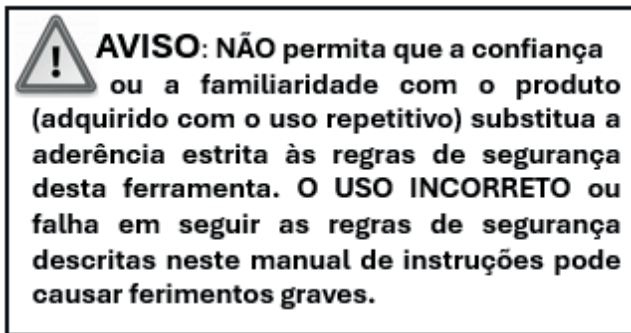 AVISO: NÃO permita que a confiança
ou a familiaridade com o produto
(adquirido com o uso repetitivo) substitua a
aderência estrita às regras de segurança
desta ferramenta. O USO INCORRETO ou
falha em seguir as regras de segurança
descritas neste manual de instruções pode
causar ferimentos graves.